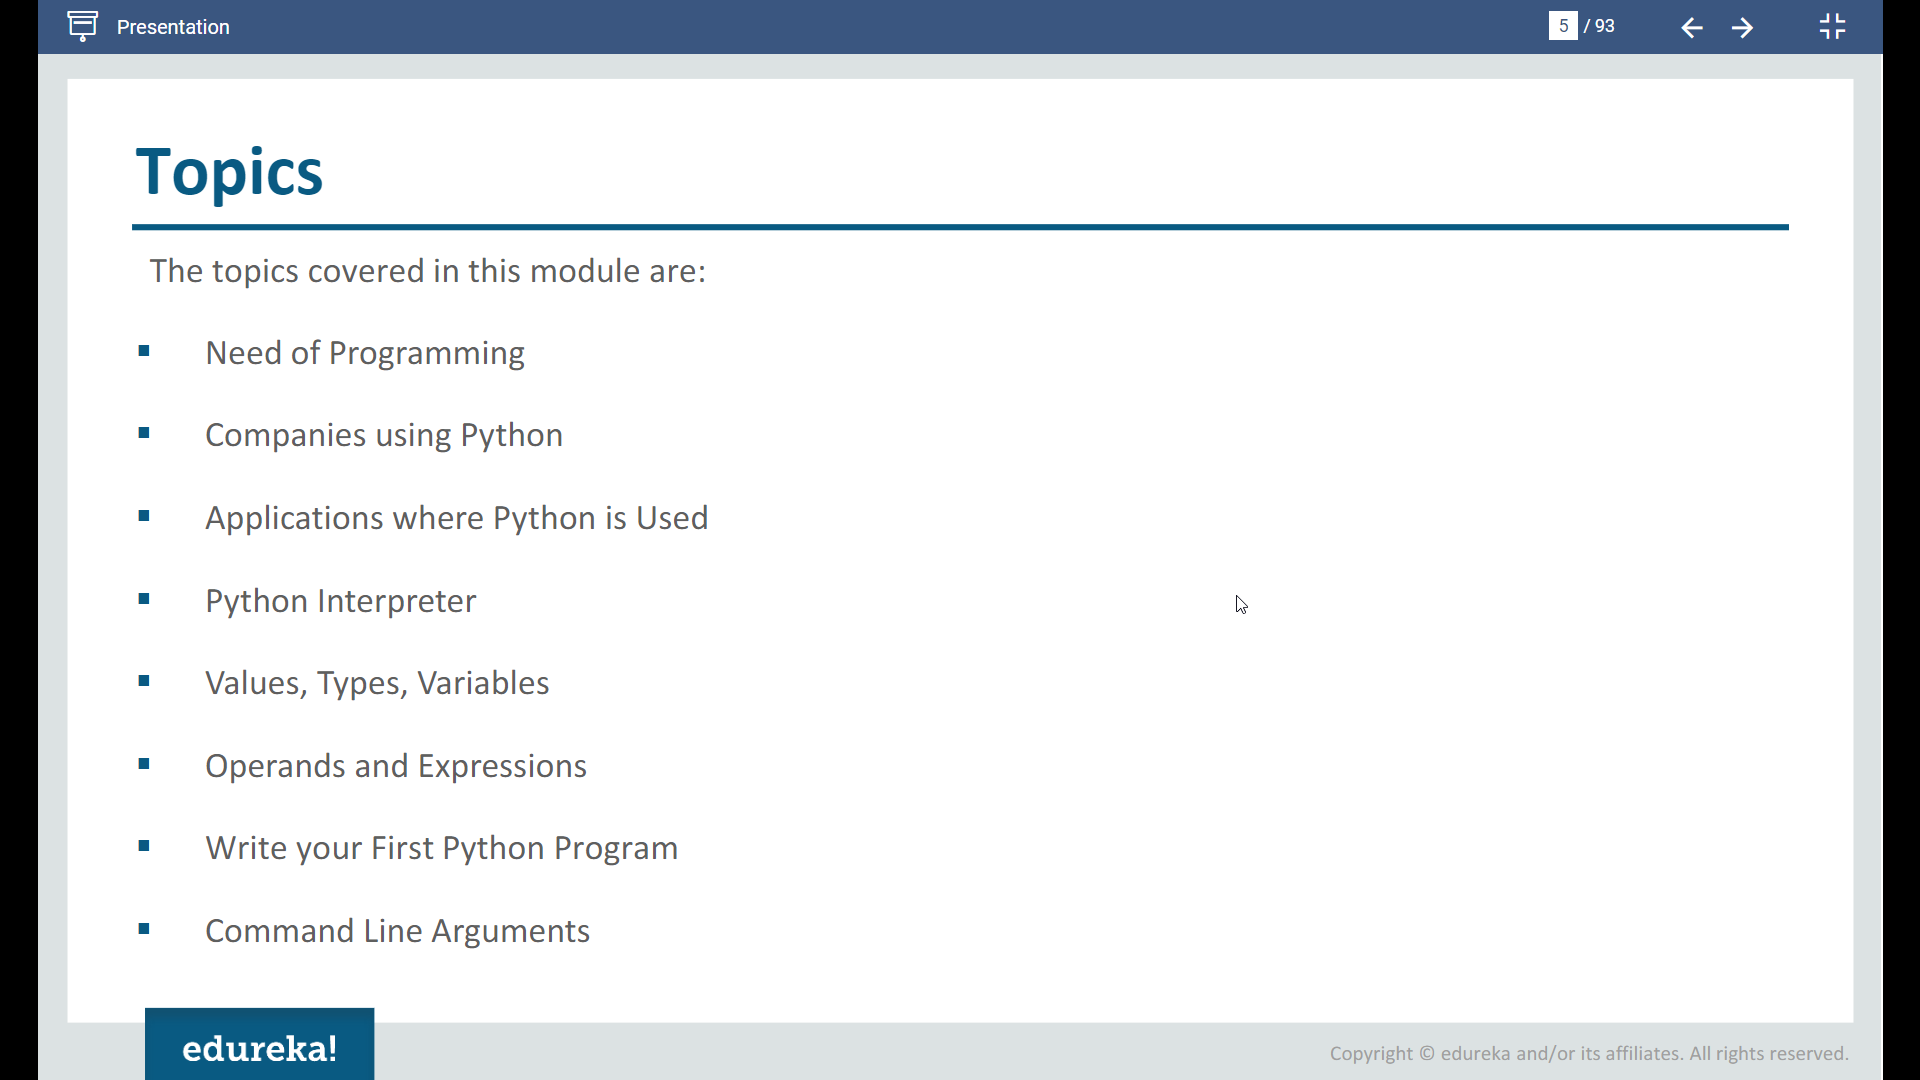 Presentation
5 / 93
Topics
The topics covered in this module are:
Need of Programming
Companies using Python
Applications where Python is Used
Python Interpreter
Values, Types, Variables
Operands and Expressions
Write your First Python Program
Command Line Arguments
edureka!
Copyright © edureka and/or its affiliates. All rights reserved.